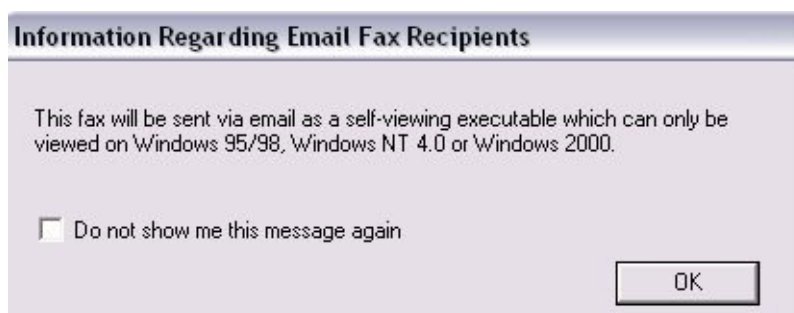 Information Regarding Email Fax Recipients
This fax will be sent via email as a self-viewing executable which can only be
viewed on Windows 95/98, Windows NT 4.0 or Windows 2000.
Do not show me this message again
OK